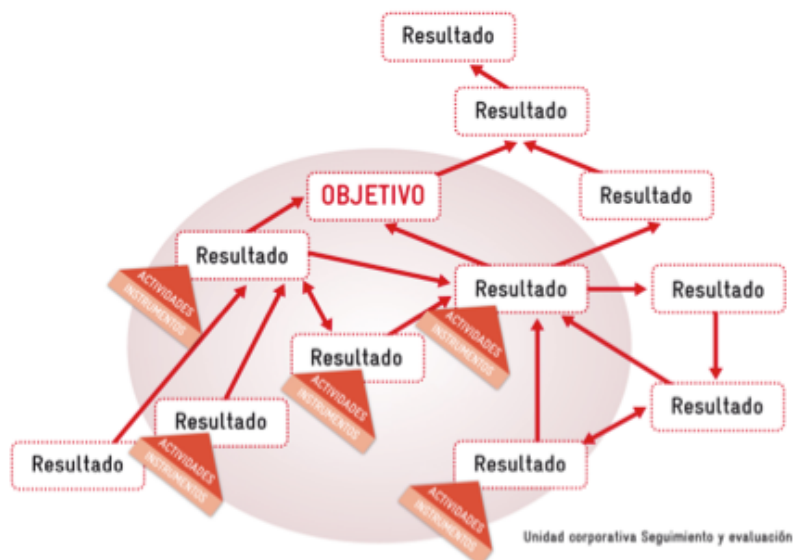 Resultado
Resultado
OBJETIVO
Resultado
Resultado
ACTIVIDADES
INSTRUMENTOS
Resultado
ACTIVIDADES
INSTRUMENTOS
Resultado
Resultado
ACTIVIDADES
INSTRUMENTOS
Resultado
Resultado
ACTIVIDADES
INSTRUMENTOS
Resultado
Resultado
ACTIVIDADES
INSTRUMENTOS
Unidad corporativa Seguimiento y evaluación